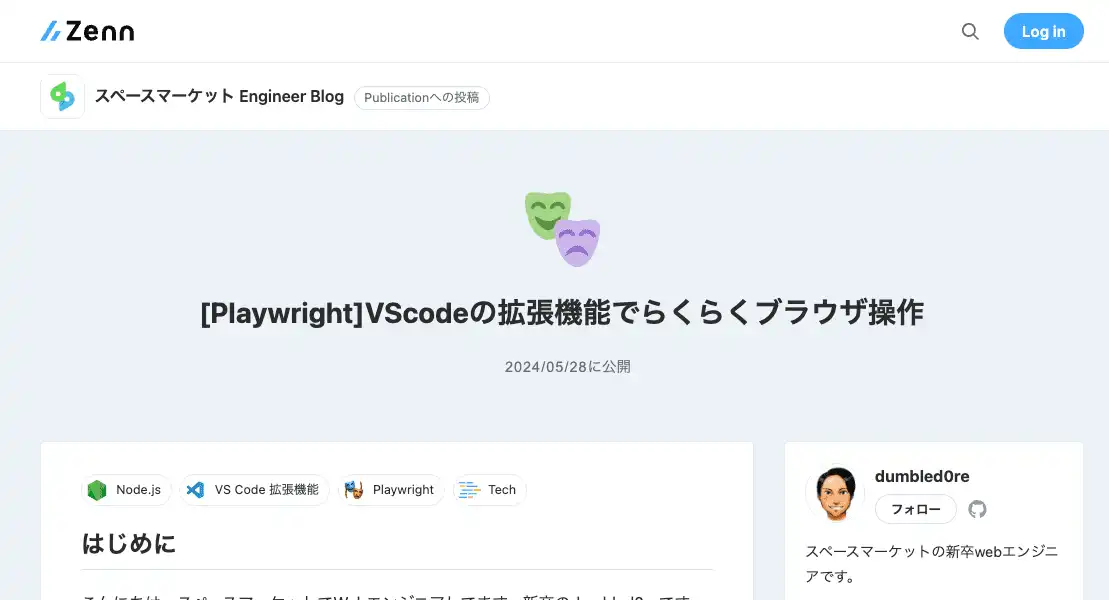 Zenn
Log in
スペースマーケット Engineer Blog
Publicationへの投稿
[Playwright]VScodeの拡張機能でらくらくブラウザ操作
2024/05/28に公開
Node.js
VS Code 拡張機能
Playwright
Tech
はじめに
dumbled0re
フォロー
スペースマーケットの新卒webエンジニ
アです。